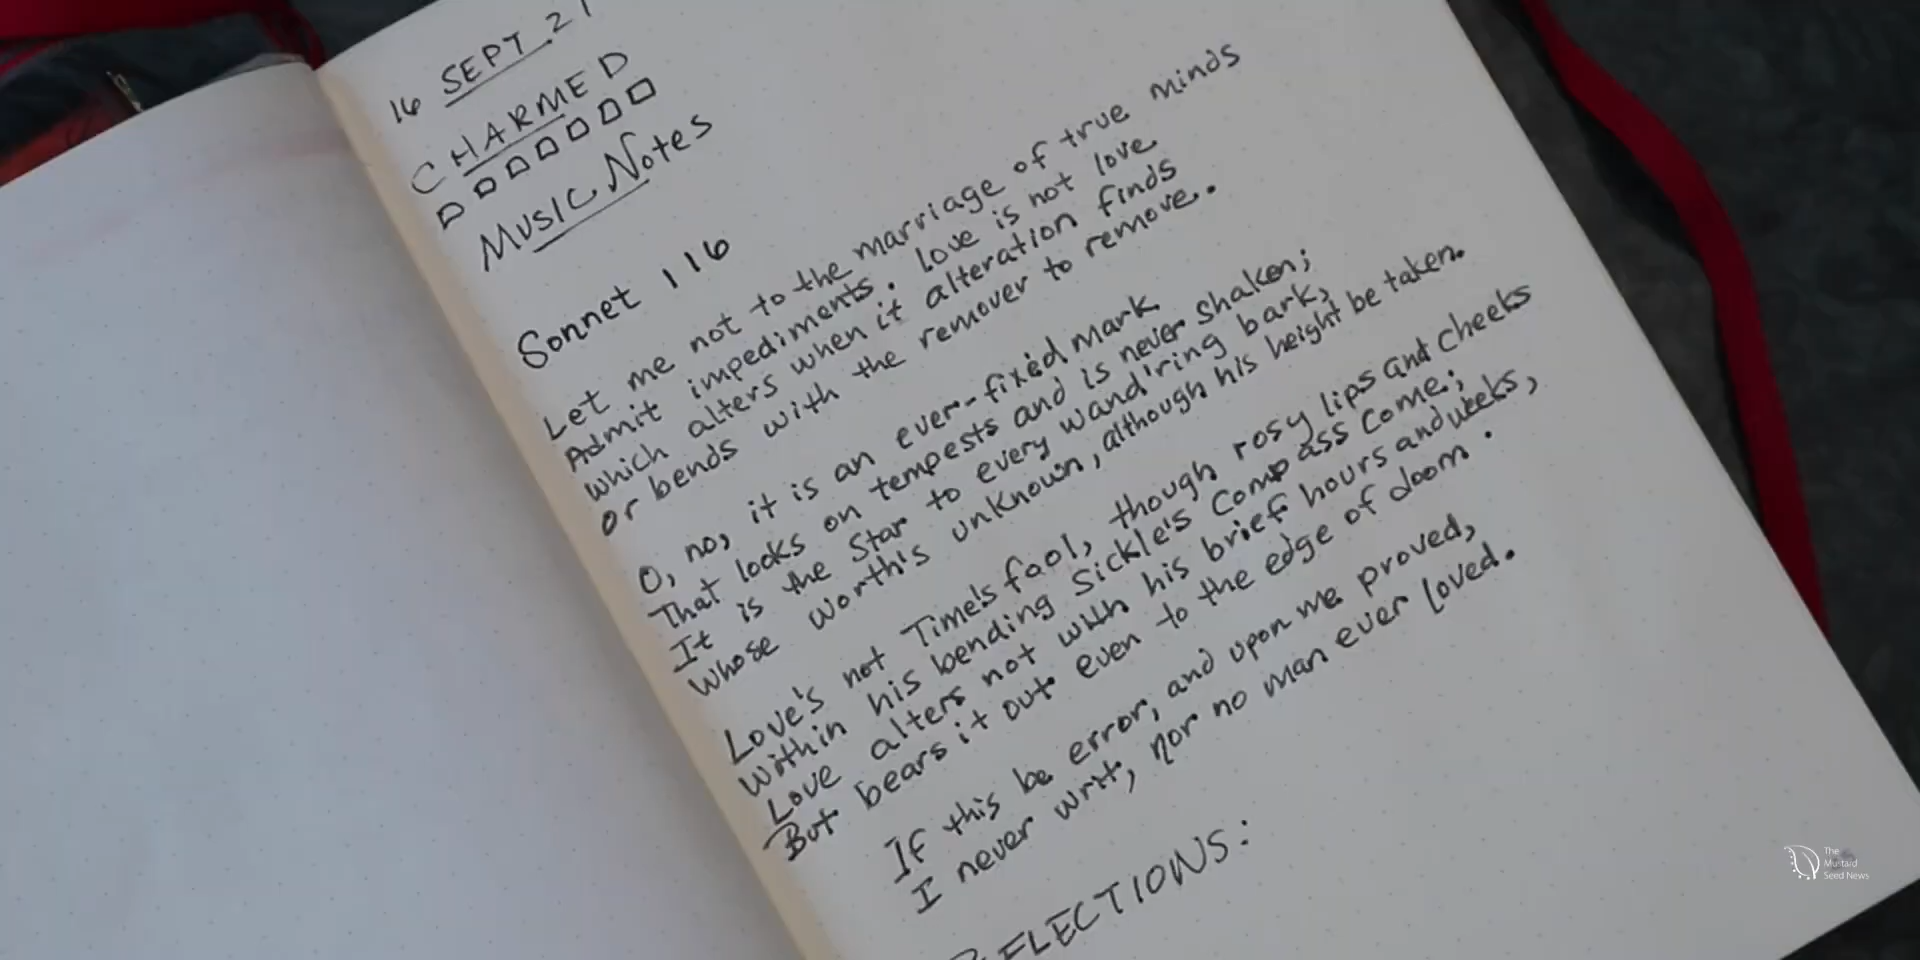 16 SEPT. 21
CHARMED
MUSIC Notes
Sonnet 116
Let me not to the marriage of true minds
Admit impediments. Love is not love
which alters when it alteration finds
or bends with the remover to remove.
O, no, it is an ever-fixéd mark
That looks on tempests and is never shaken;
It is the Star to every wand'ring bark,
Whose worth's unknown, although his height be taken.
Love's not Time's fool, though rosy lips and cheeks
Within his bending Sickle's Compass Come;
Love alters not with his brief hours and weeks,
But bears it out even to the edge of doom.
If this be error, and upon me proved,
I never writ, nor no man ever loved.
REFLECTIONS:
The
Mustard
Seed News